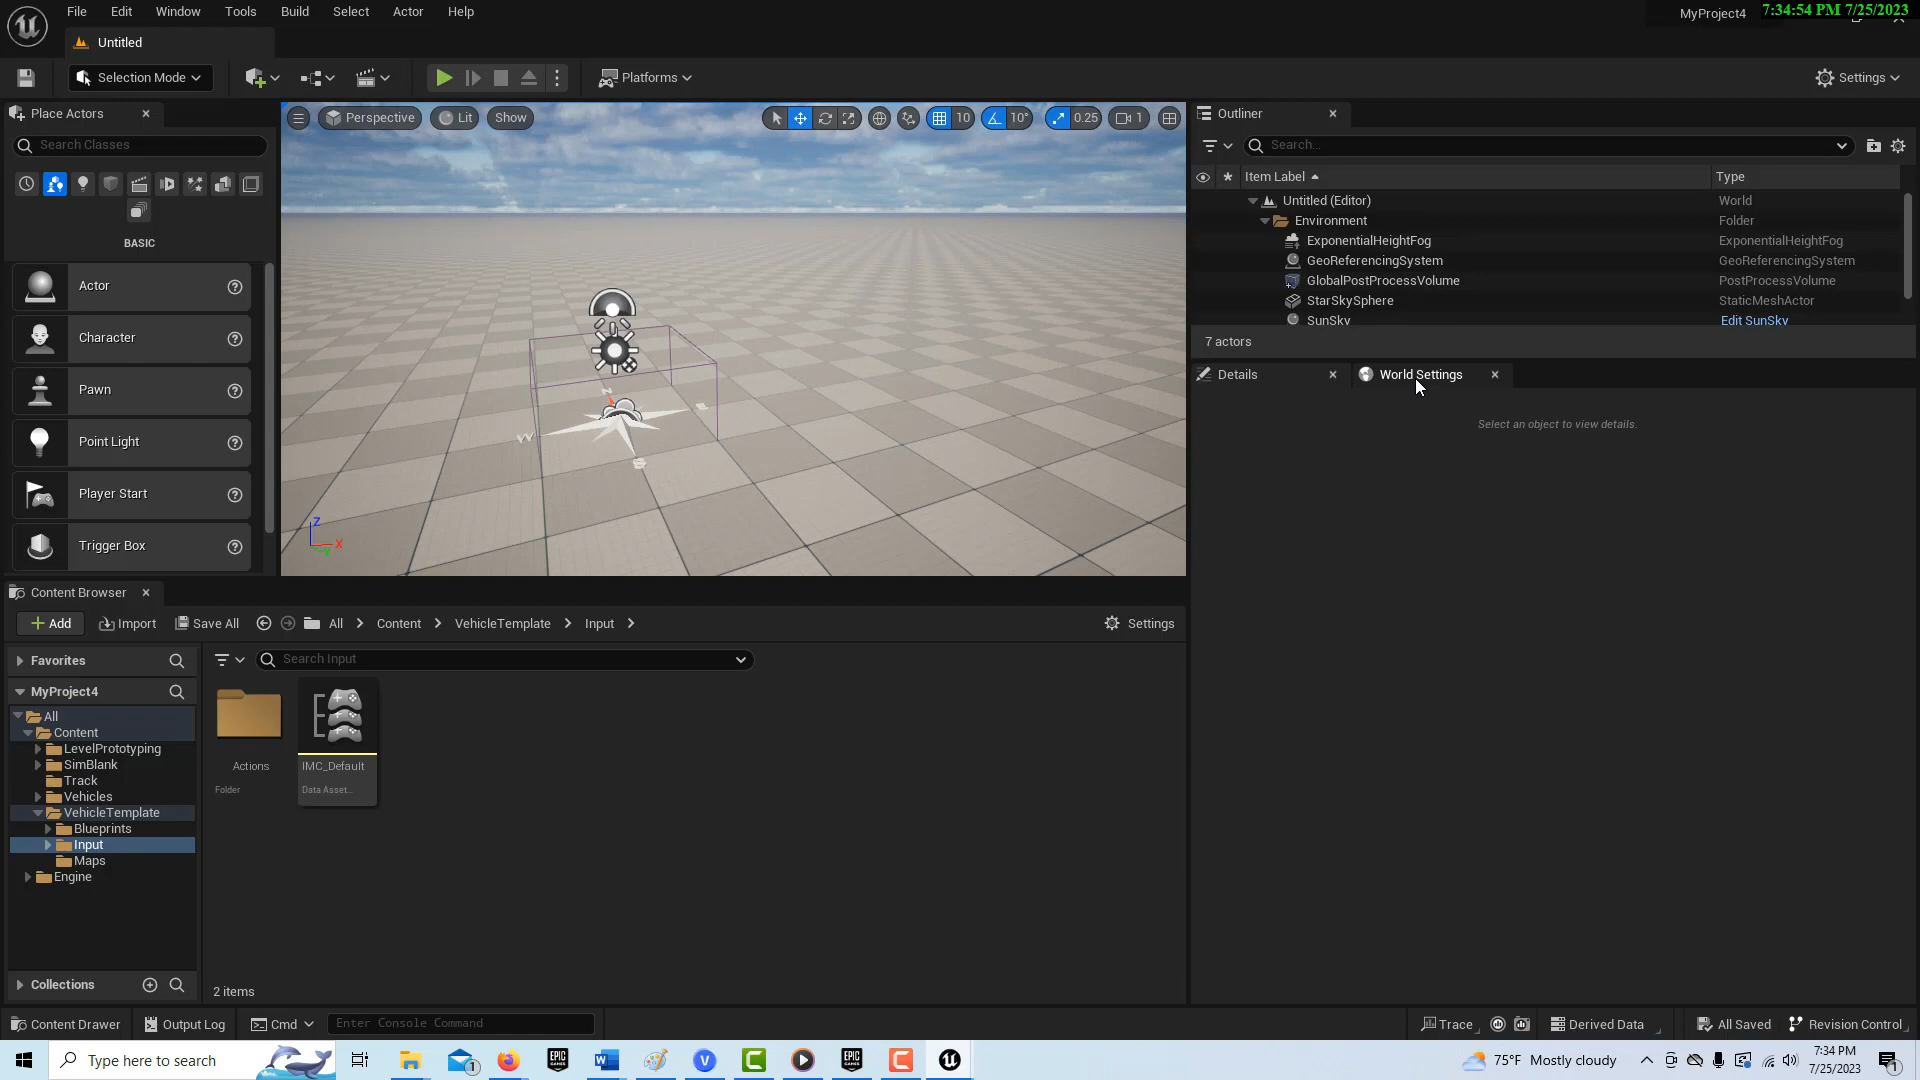 File Edit Window Tools Build Select Actor Help
MyProject4
7:34:54 PM 7/25/2023
Untitled
Selection Mode
Platforms
Settings
Place Actors
Search Classes
BASIC
Actor
Character
Pawn
Point Light
Player Start
Trigger Box
Perspective
Lit
Show
10
10°
0.25
1
Z
X
Y
N
W
S
Outliner
Search...
Item Label Type
Untitled (Editor) World
Environment Folder
ExponentialHeightFog ExponentialHeightFog
GeoReferencingSystem GeoReferencingSystem
GlobalPostProcessVolume PostProcessVolume
StarSkySphere StaticMeshActor
SunSky Edit SunSky
7 actors
Details
World Settings
Select an object to view details.
Content Browser
Add Import Save All All Content VehicleTemplate Input Settings
Favorites
MyProject4
All
Content
LevelPrototyping
SimBlank
Track
Vehicles
VehicleTemplate
Blueprints
Input
Maps
Engine
Collections
Search Input
Actions
Folder
IMC_Default
Data Asset...
2 items
Content Drawer Output Log Cmd Enter Console Command Trace Derived Data All Saved Revision Control
Type here to search
75°F Mostly cloudy
7:34 PM
7/25/2023